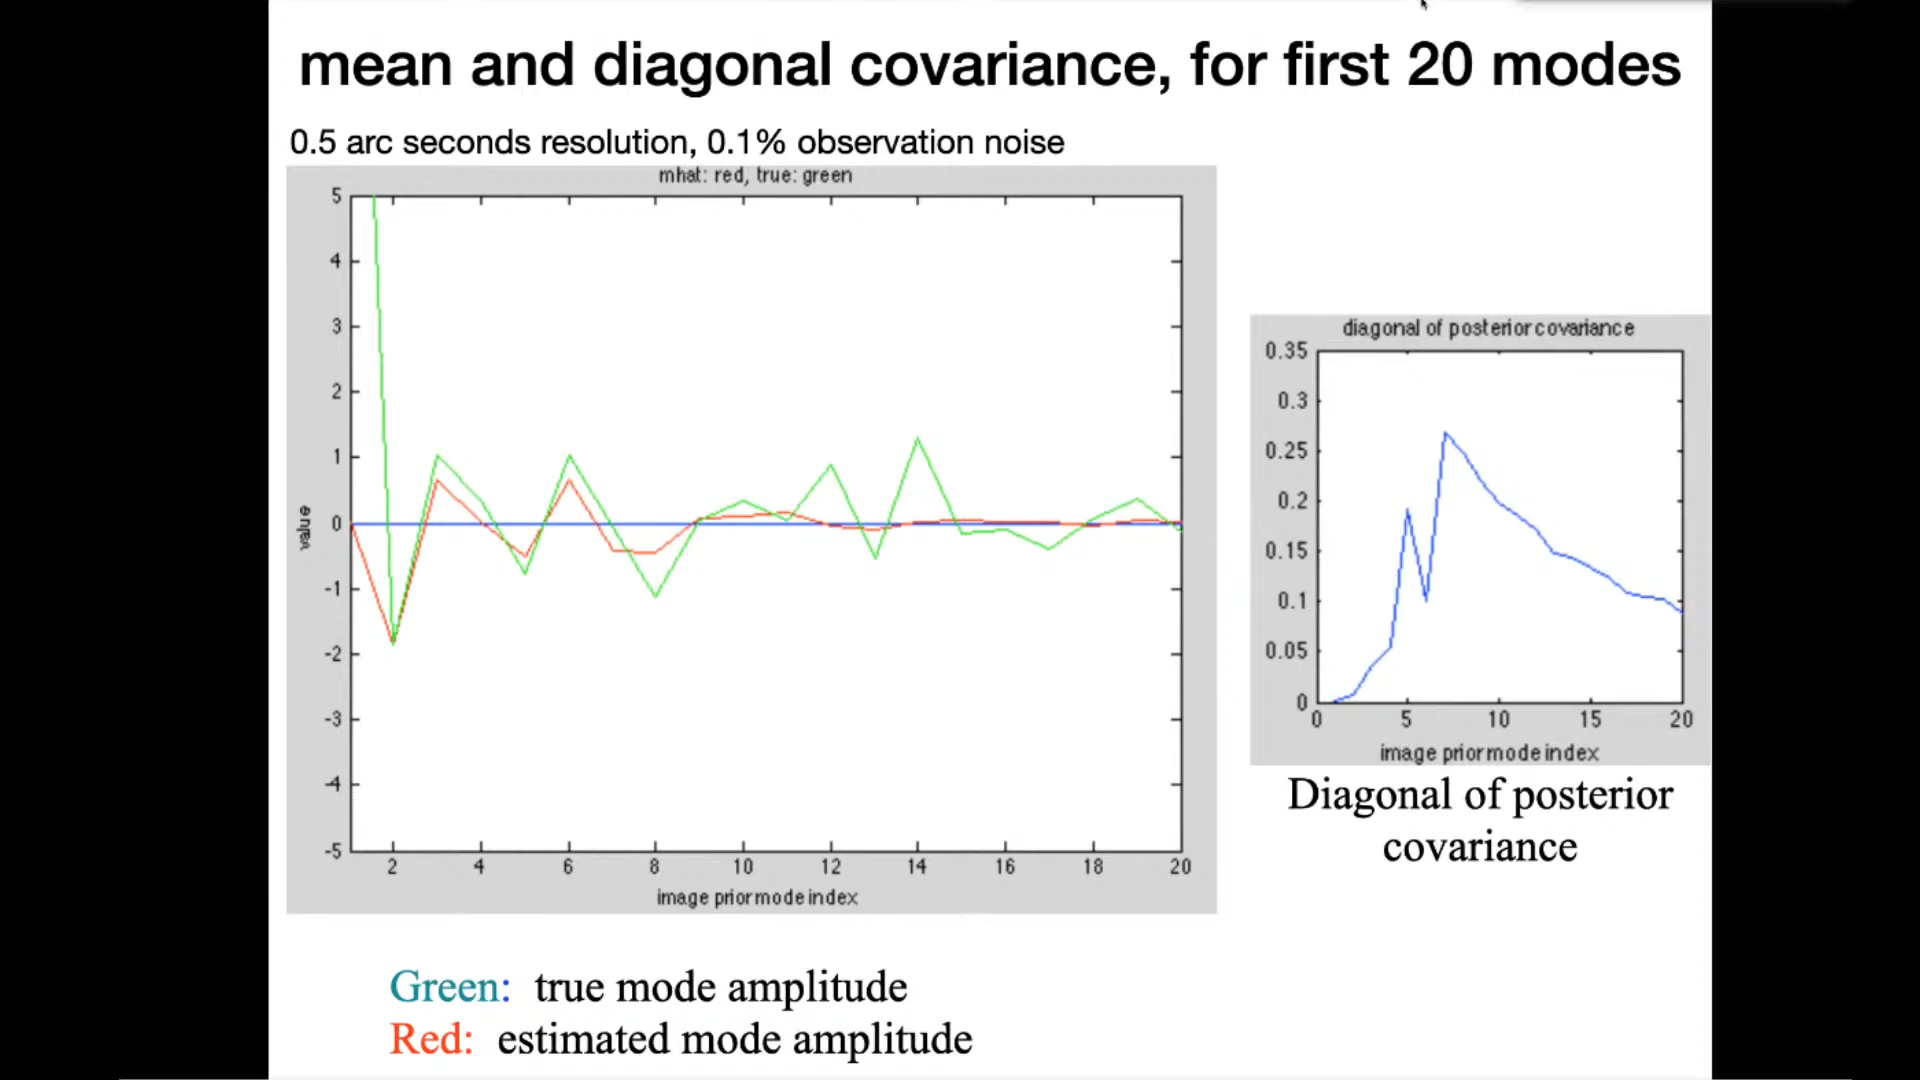 mean and diagonal covariance, for first 20 modes
0.5 arc seconds resolution, 0.1% observation noise
mhat: red, true: green
5
4
3
2
1
0
-1
-2
-3
-4
-5
value
2 4 6 8 10 12 14 16 18 20
image prior mode index
diagonal of posterior covariance
0.35
0.3
0.25
0.2
0.15
0.1
0.05
0
0 5 10 15 20
image prior mode index
Diagonal of posterior
covariance
Green: true mode amplitude
Red: estimated mode amplitude